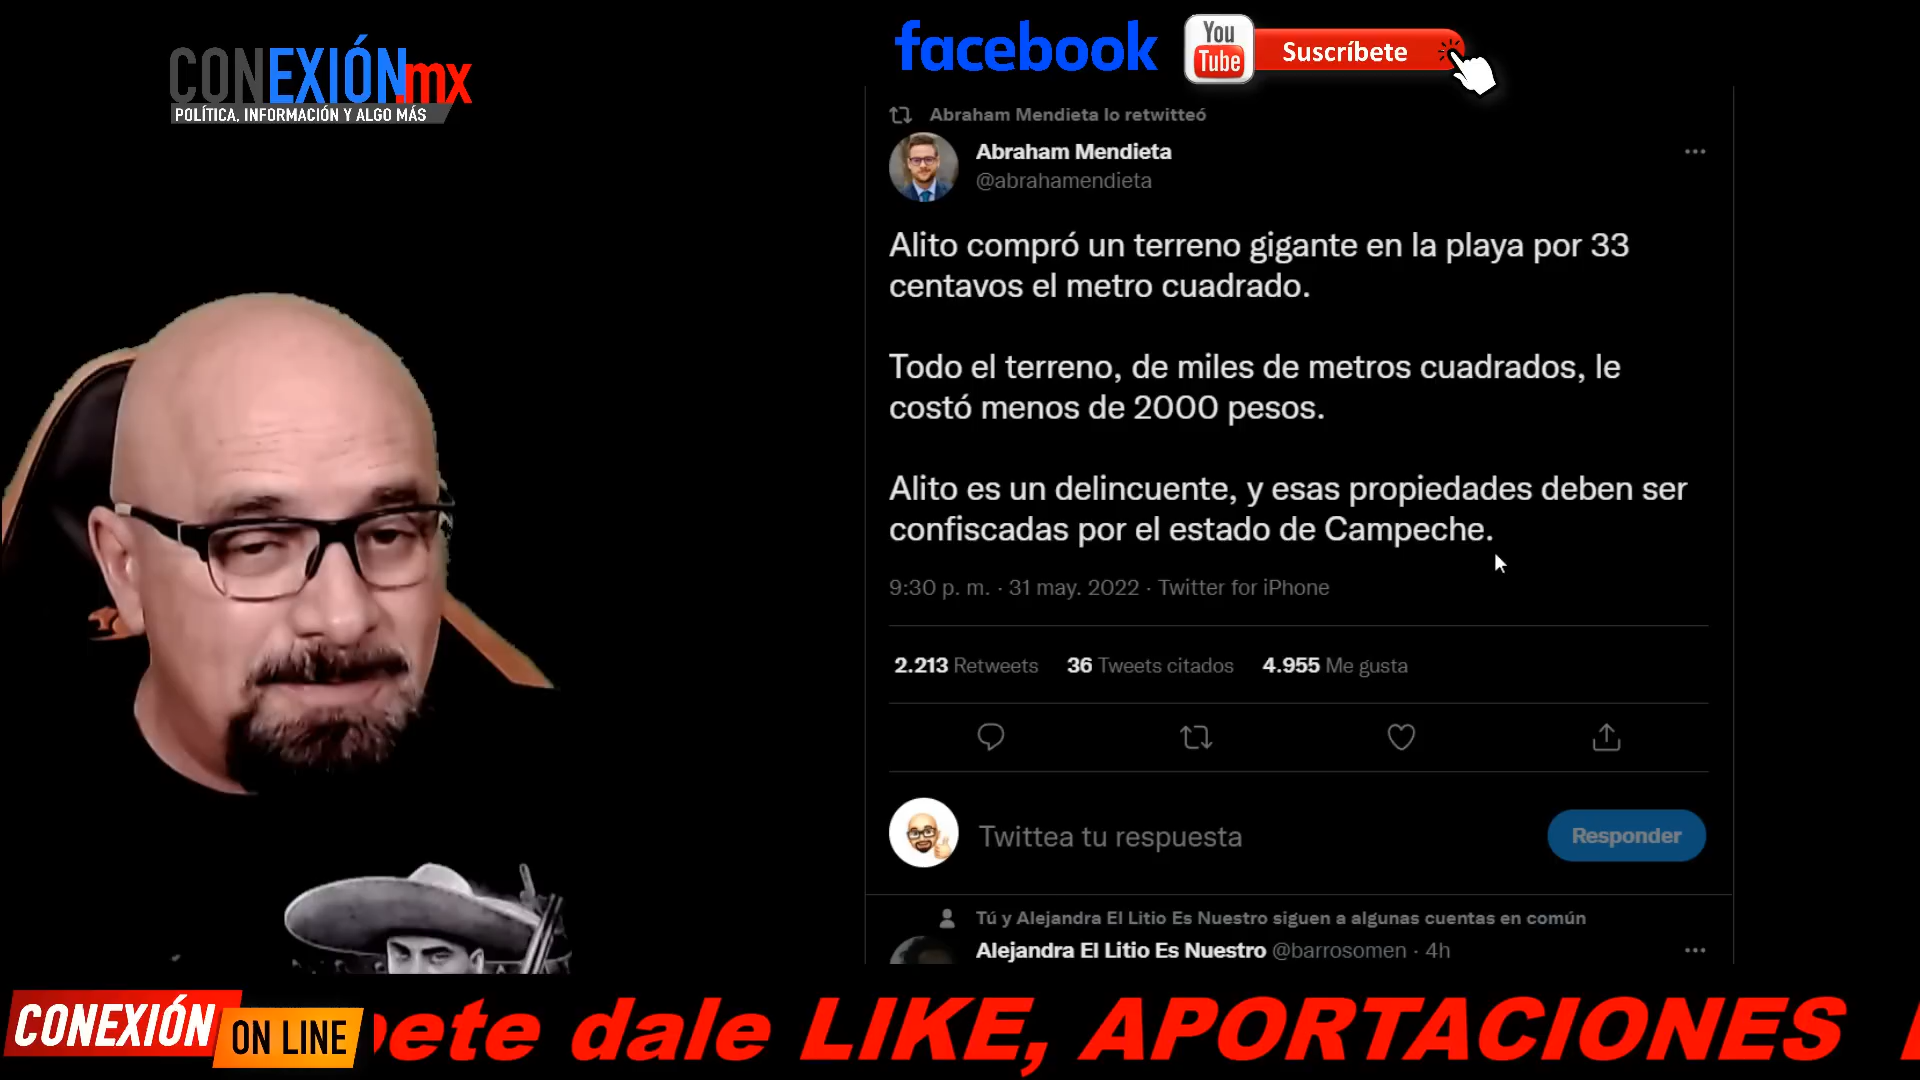 CONEXIÓN.mx
POLÍTICA, INFORMACIÓN Y ALGO MÁS
facebook
You
Tube
Suscríbete
Abraham Mendieta lo retwitteó
Abraham Mendieta
@abrahamendieta
Alito compró un terreno gigante en la playa por 33
centavos el metro cuadrado.
Todo el terreno, de miles de metros cuadrados, le
costó menos de 2000 pesos.
Alito es un delincuente, y esas propiedades deben ser
confiscadas por el estado de Campeche.
9:30 p. m. · 31 may. 2022 · Twitter for iPhone
2.213 Retweets 36 Tweets citados 4.955 Me gusta
Twittea tu respuesta
Responder
Tú y Alejandra El Litio Es Nuestro siguen a algunas cuentas en común
Alejandra El Litio Es Nuestro @barrosomen · 4h
CONEXIÓN
ON LINE
bete dale LIKE, APORTACIONES